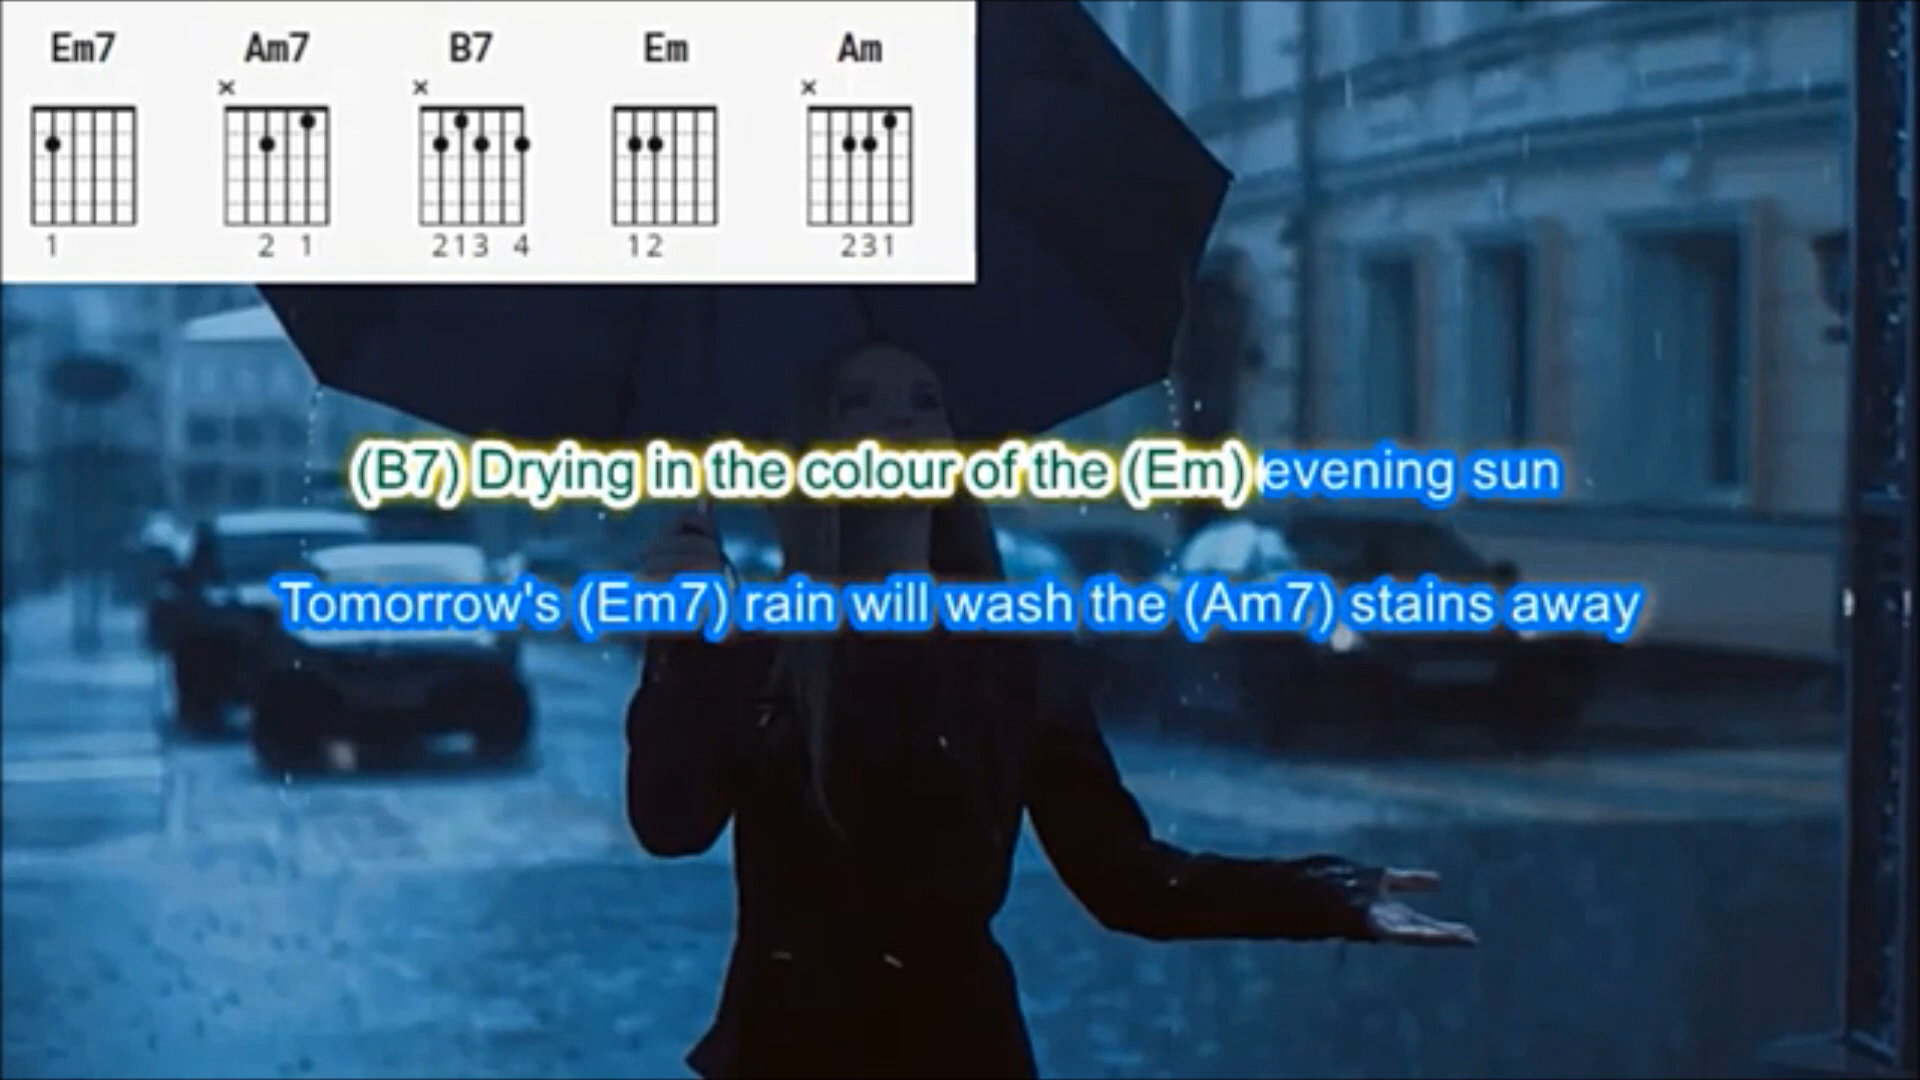 Em7 Am7 B7 Em Am
× × ×
1 2 1 213 4 12 231
(B7) Drying in the colour of the (Em) evening sun
Tomorrow's (Em7) rain will wash the (Am7) stains away